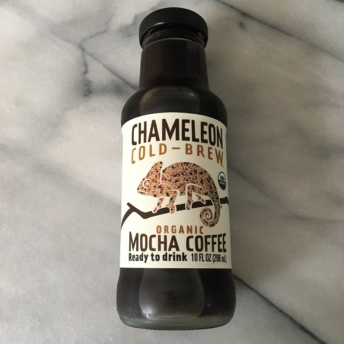 CHAMELEON
COLD-BREW
ORGANIC
MOCHA COFFEE
Ready to drink 10 FL OZ (296 ml)